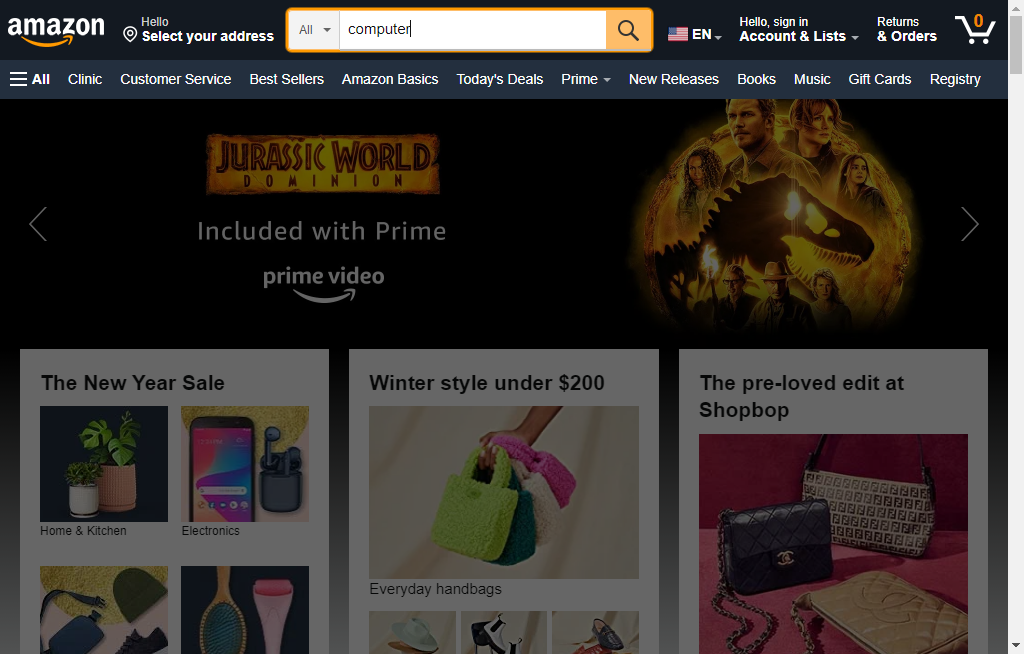 amazon
Hello
Select your address
All
computer
EN
Hello, sign in
Account & Lists
Returns
& Orders
0
All
Clinic
Customer Service
Best Sellers
Amazon Basics
Today's Deals
Prime
New Releases
Books
Music
Gift Cards
Registry
JURASSIC WORLD
DOMINION
Included with Prime
prime video
The New Year Sale
Home & Kitchen
Electronics
Winter style under $200
Everyday handbags
The pre-loved edit at
Shopbop